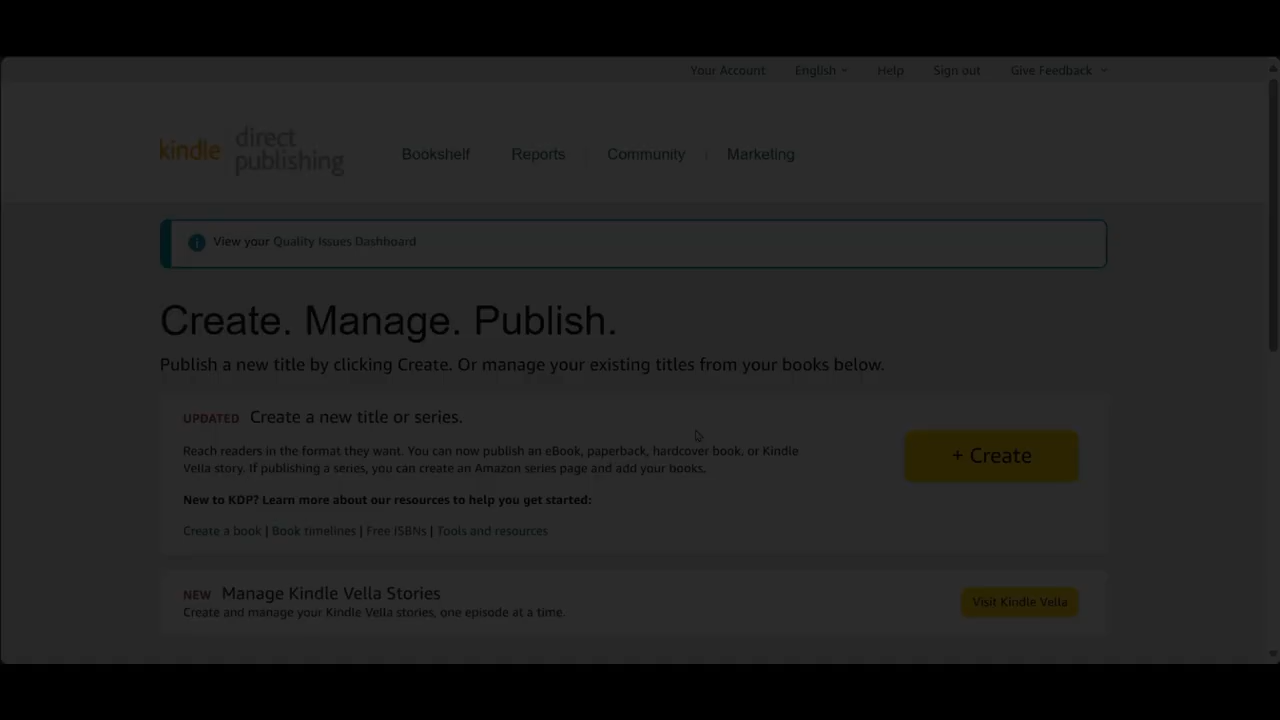 Your Account English Help Sign out Give Feedback
kindle direct publishing
Bookshelf Reports Community Marketing
View your Quality Issues Dashboard
Create. Manage. Publish.
Publish a new title by clicking Create. Or manage your existing titles from your books below.
UPDATED Create a new title or series.
Reach readers in the format they want. You can now publish an eBook, paperback, hardcover book, or Kindle
Vella story. If publishing a series, you can create an Amazon series page and add your books.
+ Create
New to KDP? Learn more about our resources to help you get started:
Create a book | Book timelines | Free ISBNs | Tools and resources
NEW Manage Kindle Vella Stories
Create and manage your Kindle Vella stories, one episode at a time.
Visit Kindle Vella